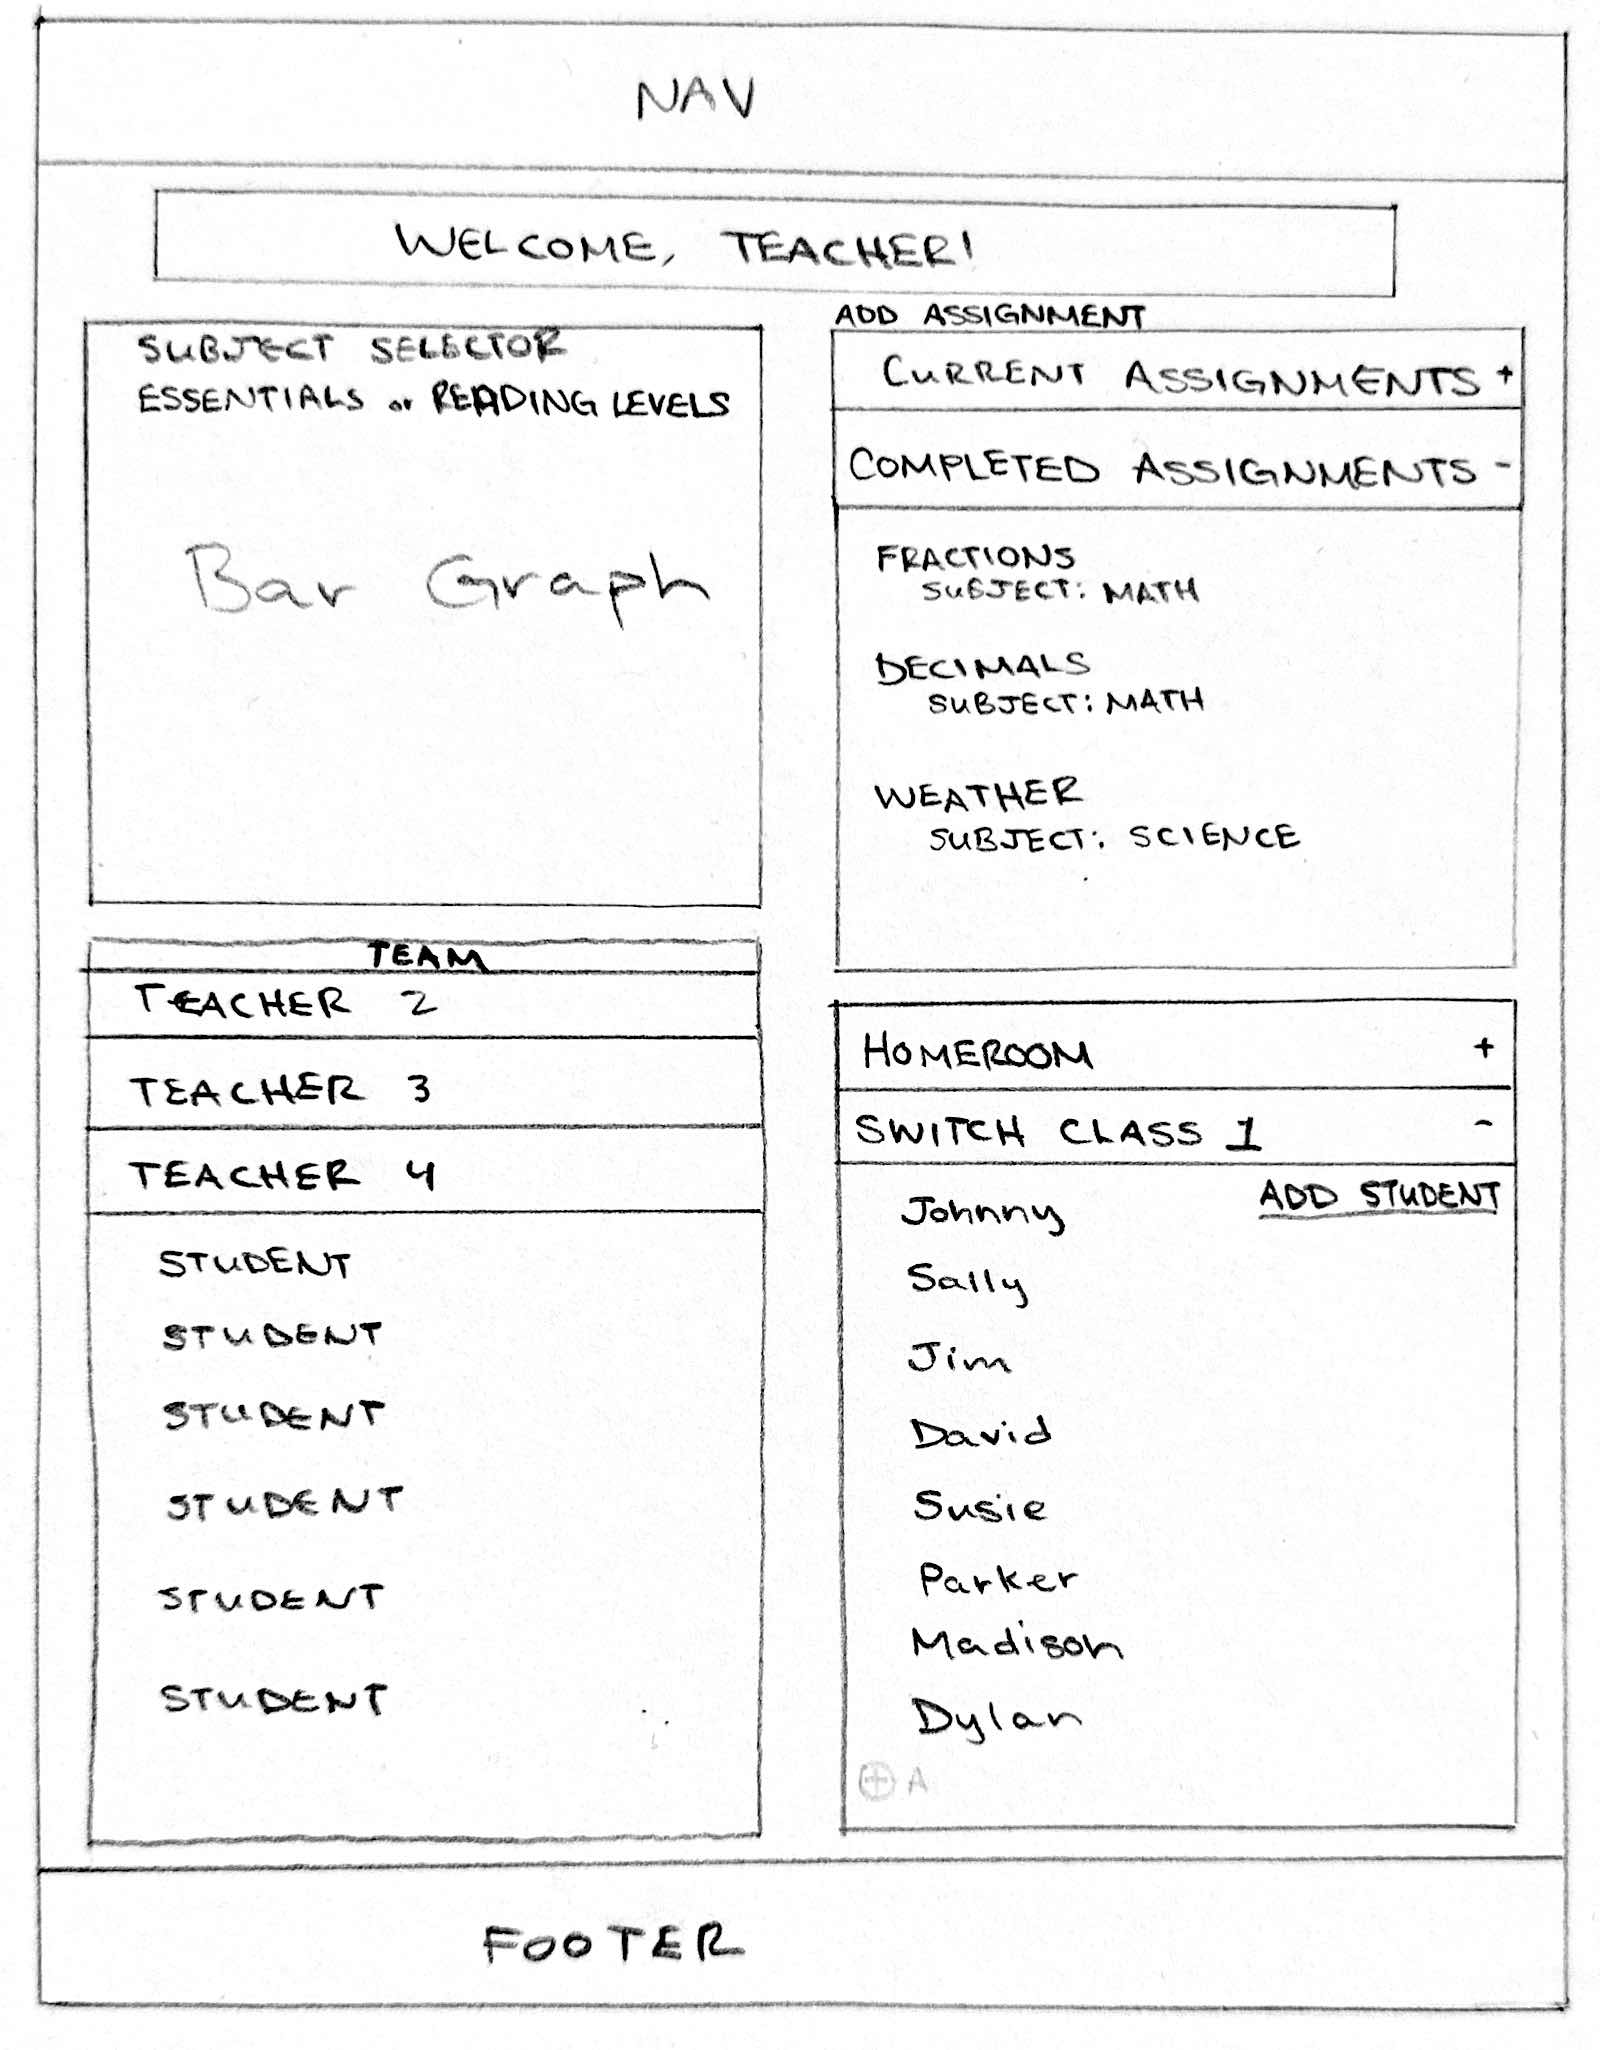 NAV
WELCOME, TEACHER!
SUBJECT SELECTOR
ESSENTIALS or READING LEVELS
Bar Graph
ADD ASSIGNMENT
CURRENT ASSIGNMENTS +
COMPLETED ASSIGNMENTS -
FRACTIONS
SUBJECT: MATH
DECIMALS
SUBJECT: MATH
WEATHER
SUBJECT: SCIENCE
TEAM
TEACHER 2
TEACHER 3
TEACHER 4
STUDENT
STUDENT
STUDENT
STUDENT
STUDENT
STUDENT
HOMEROOM +
SWITCH CLASS 1 -
ADD STUDENT
Johnny
Sally
Jim
David
Susie
Parker
Madison
Dylan
+ A
FOOTER